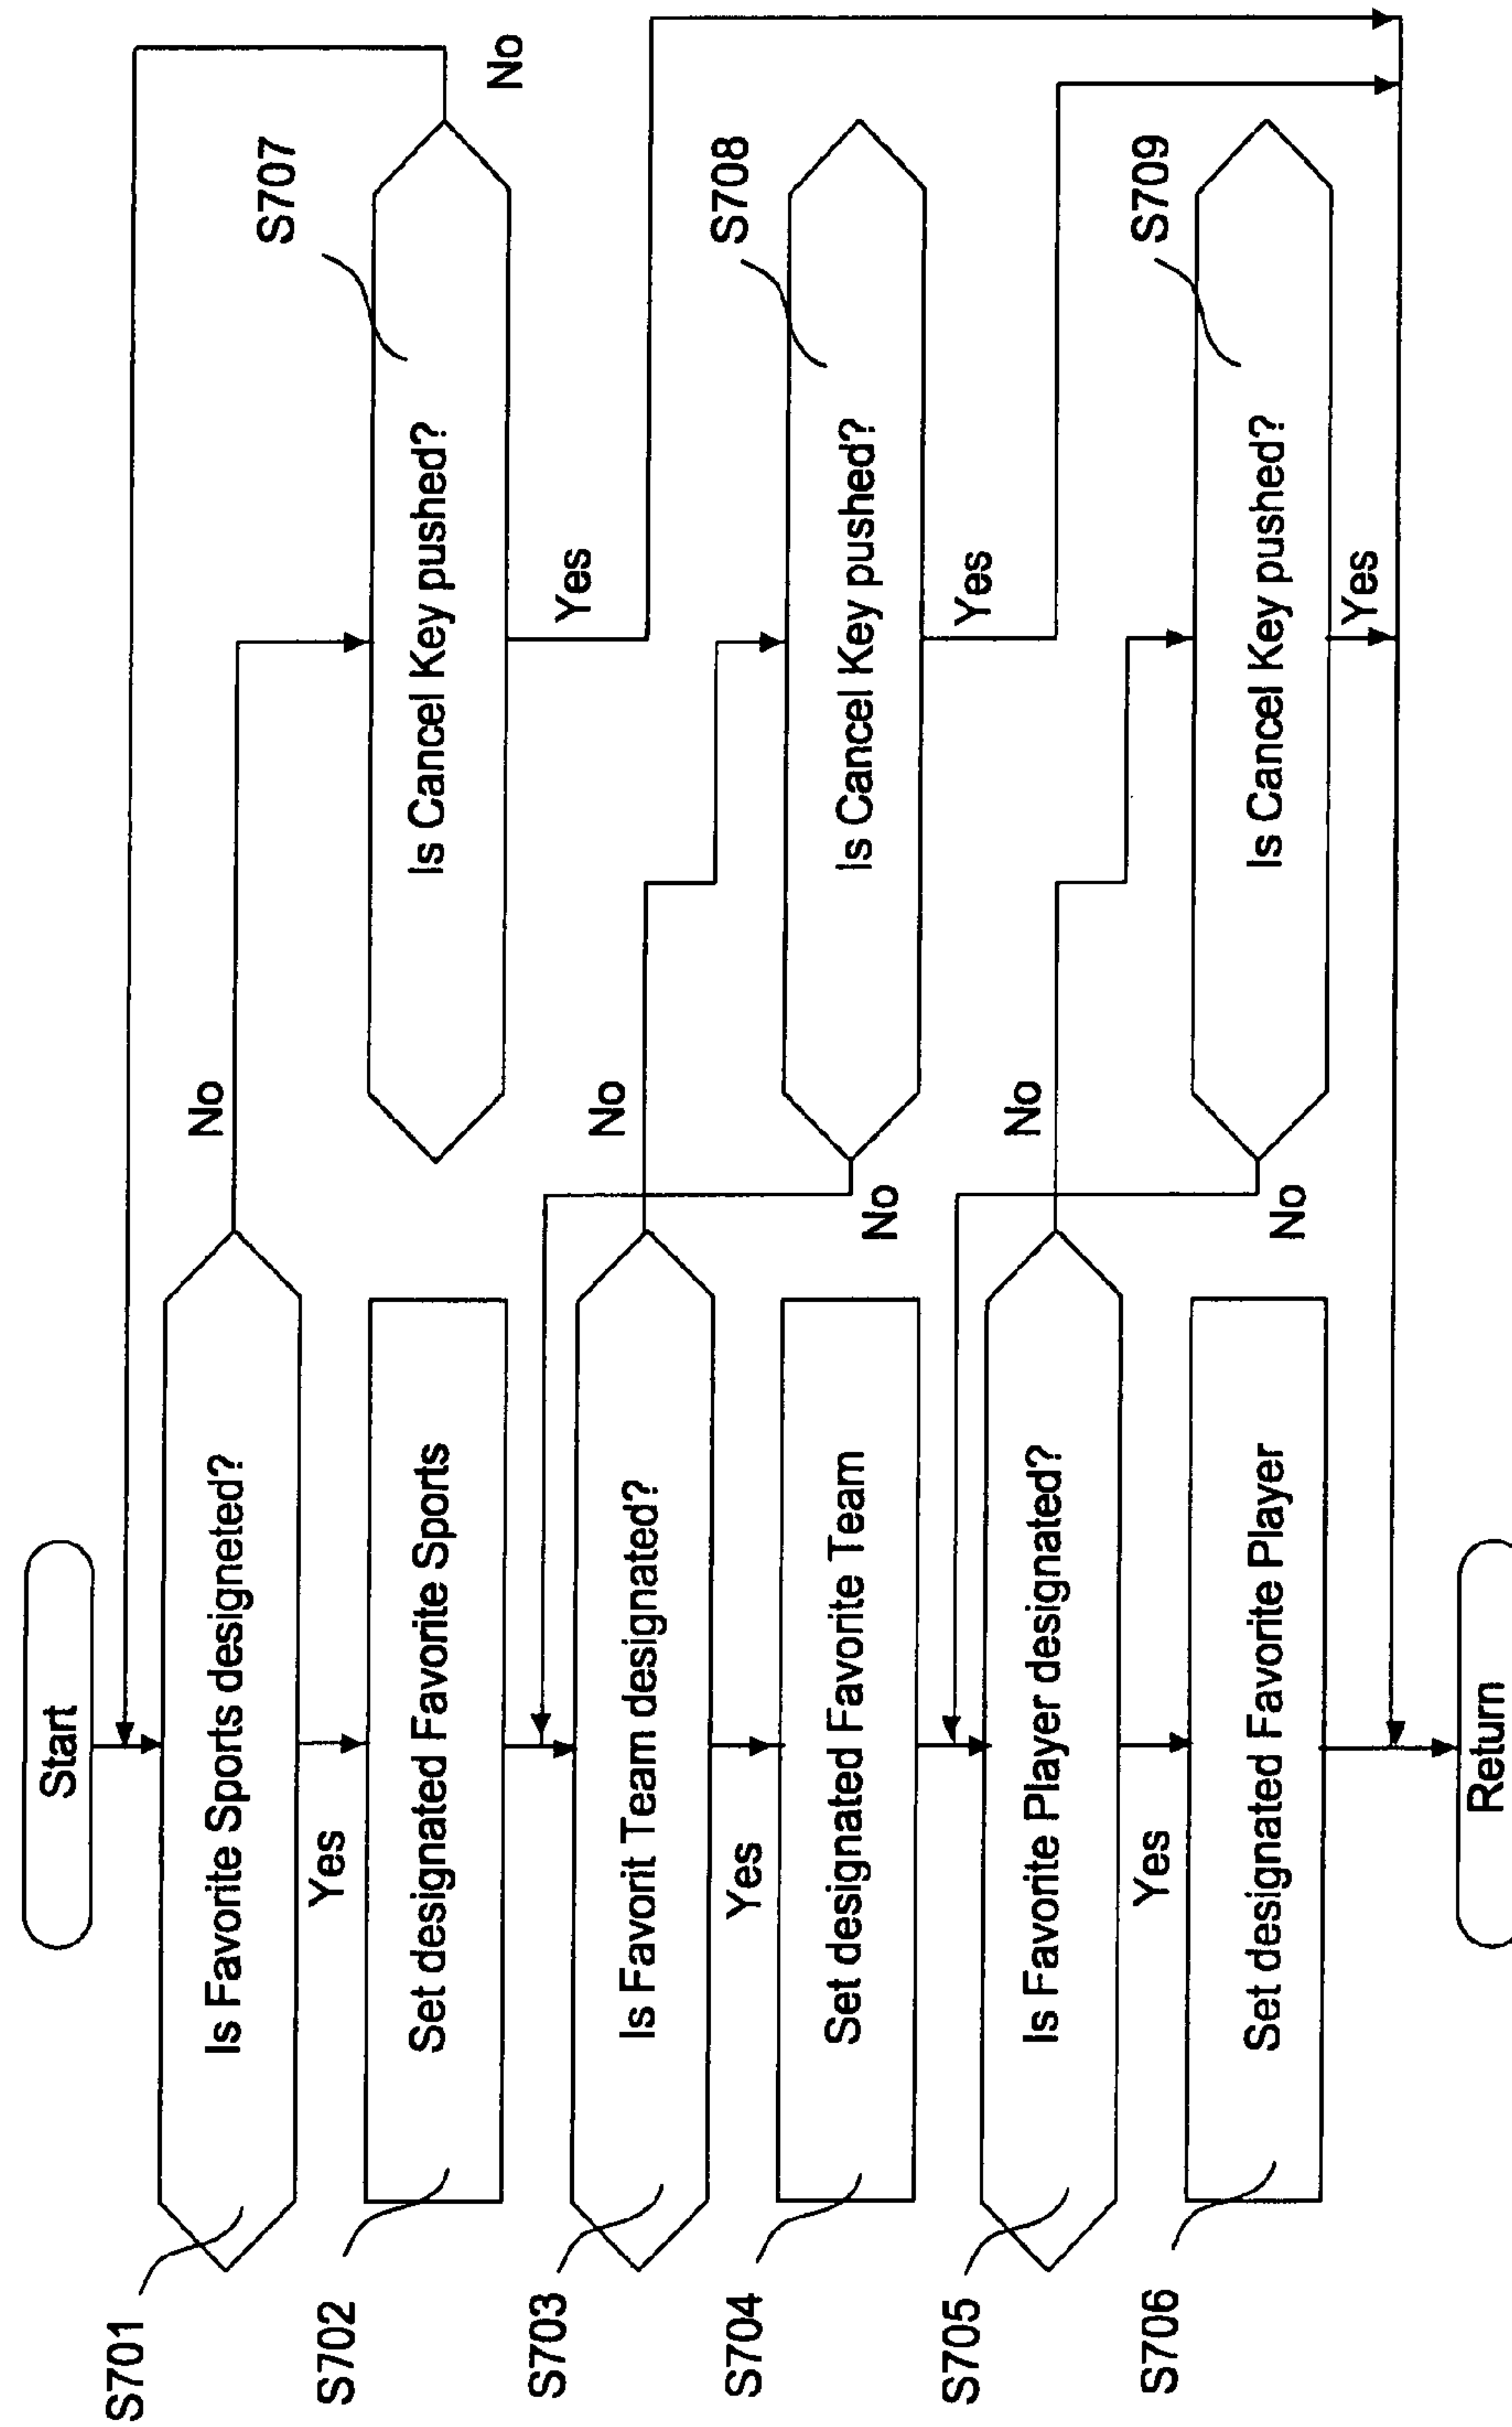 Start
S701
Is Favorite Sports designeted?
No
Yes
S702
Set designated Favorite Sports
S707
Is Cancel Key pushed?
No
Yes
S703
Is Favorit Team designated?
No
Yes
S704
Set designated Favorite Team
S708
Is Cancel Key pushed?
No
Yes
S705
Is Favorite Player designated?
No
Yes
S706
Set designated Favorite Player
S709
Is Cancel Key pushed?
No
Yes
Return